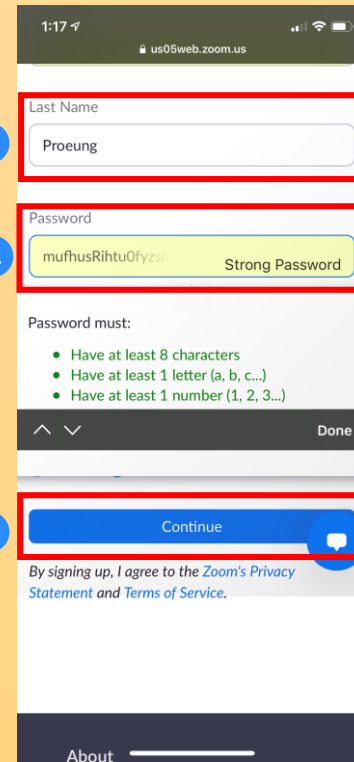 1:17
us05web.zoom.us
Last Name
Proeung
Password
Strong Password
Password must:
Have at least 8 characters
Have at least 1 letter (a, b, c...)
Have at least 1 number (1, 2, 3...)
Done
Continue
By signing up, I agree to the Zoom's Privacy
Statement and Terms of Service.
About